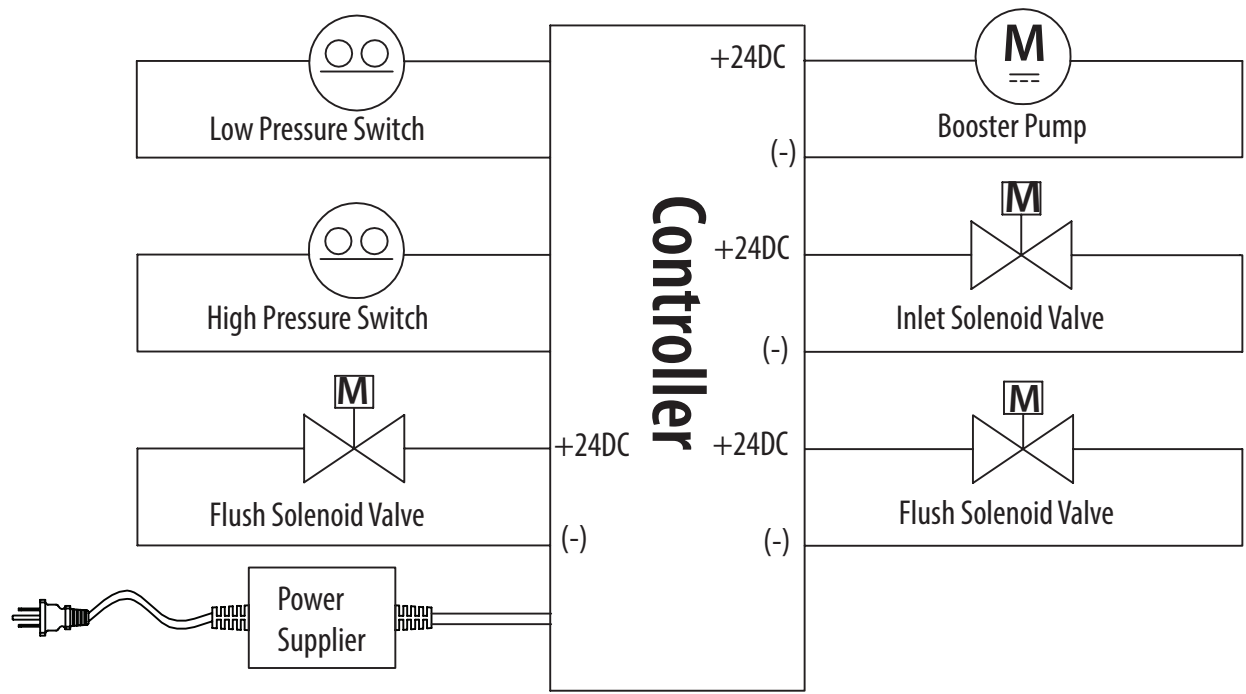 Low Pressure Switch
High Pressure Switch
M
Flush Solenoid Valve
+24DC
(-)
Power
Supplier
Controller
+24DC
(-)
M
Booster Pump
+24DC
(-)
M
Inlet Solenoid Valve
+24DC
(-)
M
Flush Solenoid Valve